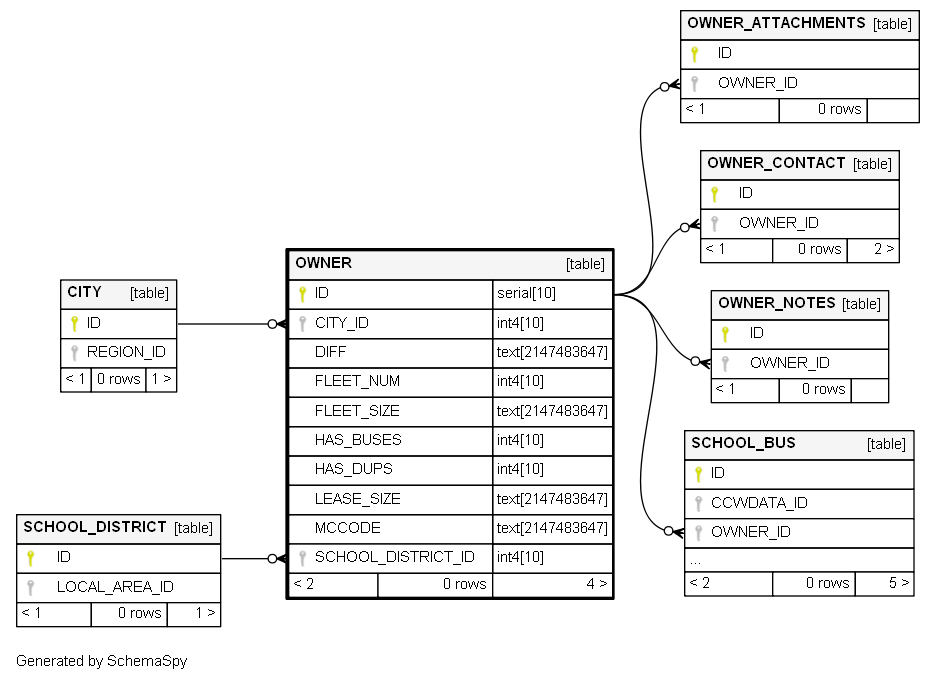 OWNER_ATTACHMENTS [table]
ID
OWNER_ID
< 1 0 rows
OWNER_CONTACT [table]
ID
OWNER_ID
< 1 0 rows 2 >
OWNER [table]
ID serial[10]
CITY_ID int4[10]
DIFF text[2147483647]
FLEET_NUM int4[10]
FLEET_SIZE text[2147483647]
HAS_BUSES int4[10]
HAS_DUPS int4[10]
LEASE_SIZE text[2147483647]
MCCODE text[2147483647]
SCHOOL_DISTRICT_ID int4[10]
< 2 0 rows 4 >
CITY [table]
ID
REGION_ID
< 1 0 rows 1 >
OWNER_NOTES [table]
ID
OWNER_ID
< 1 0 rows
SCHOOL_BUS [table]
ID
CCWDATA_ID
OWNER_ID
...
< 2 0 rows 5 >
SCHOOL_DISTRICT [table]
ID
LOCAL_AREA_ID
< 1 0 rows 1 >
Generated by SchemaSpy